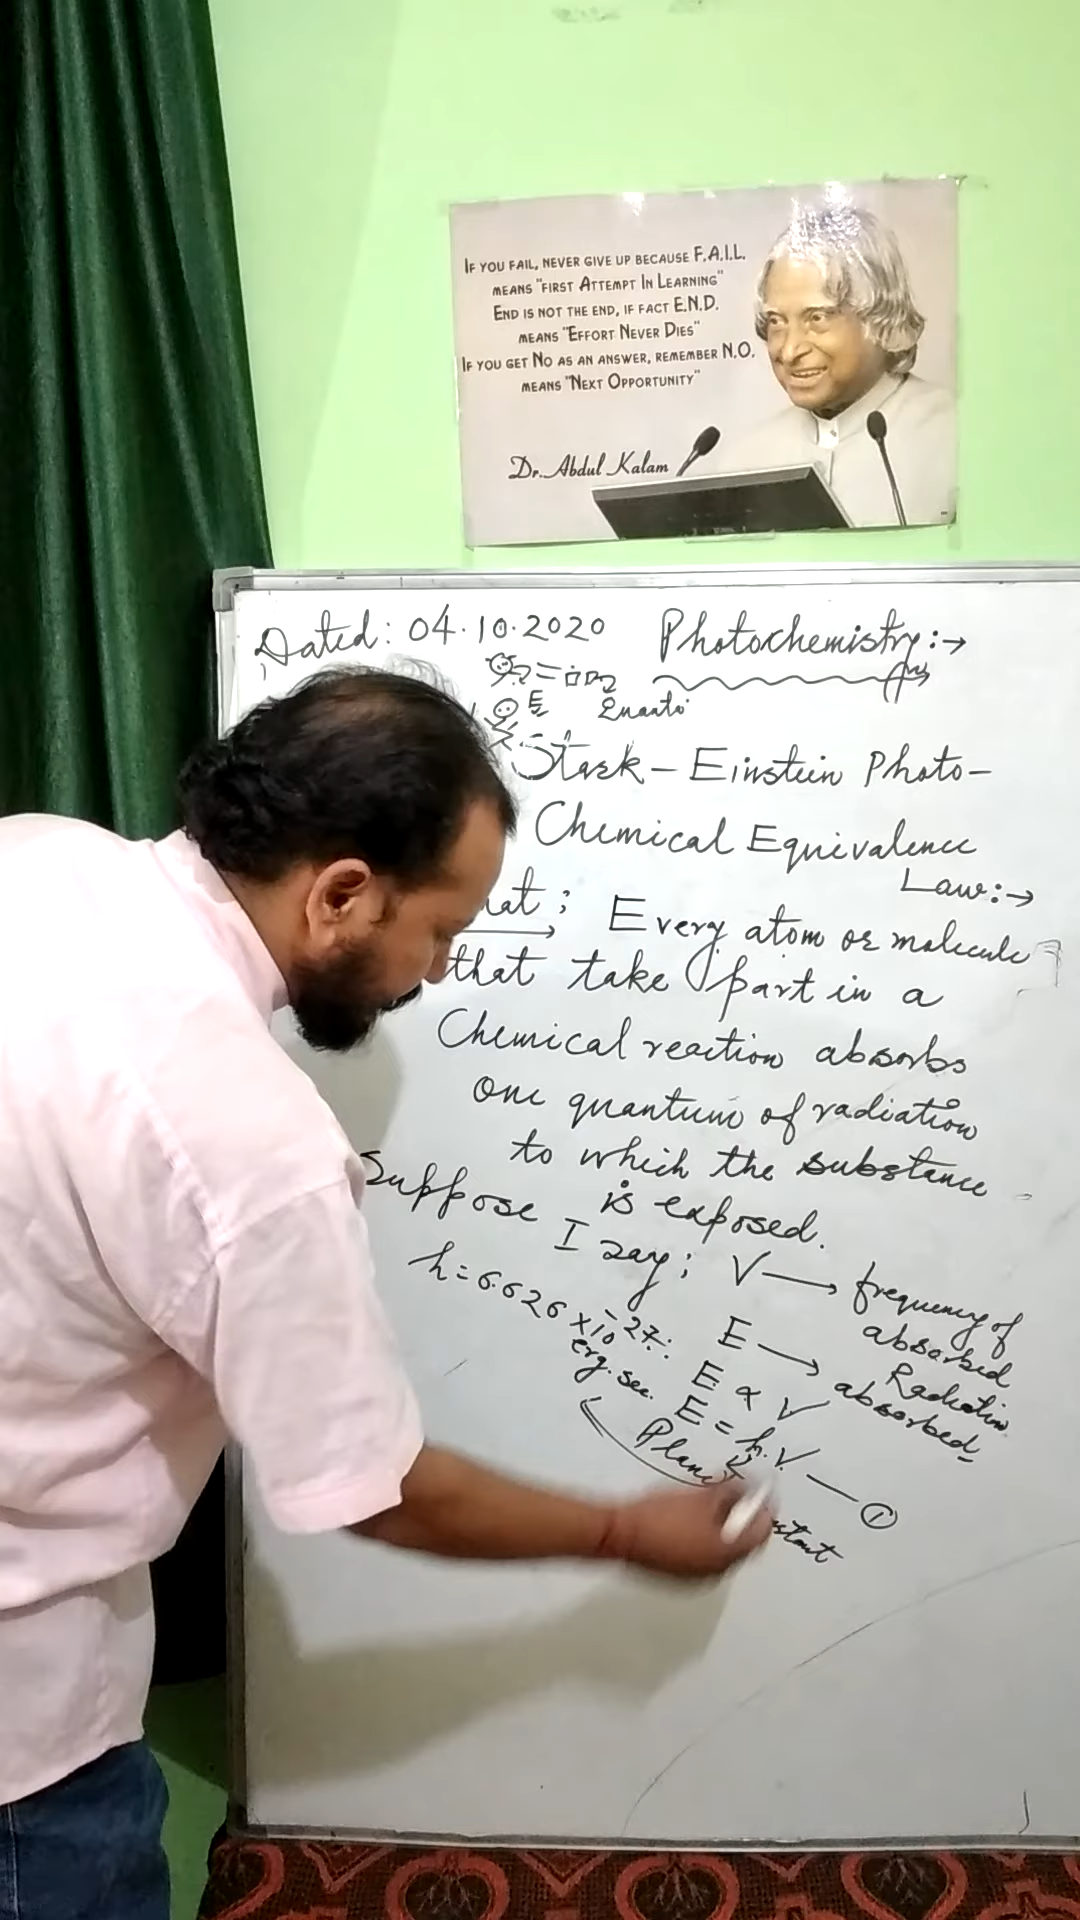 IF YOU FAIL, NEVER GIVE UP BECAUSE F.A.I.L.
MEANS "FIRST ATTEMPT IN LEARNING"
END IS NOT THE END, IF FACT E.N.D.
MEANS "EFFORT NEVER DIES"
IF YOU GET NO AS AN ANSWER, REMEMBER N.O.
MEANS "NEXT OPPORTUNITY"
Dr. Abdul Kalam
Dated: 04.10.2020 Photochemistry:→
E
Stark – Einstein Photo –
Chemical Equivalence
Law:→
Every atom or molecule
that take part in a
Chemical reaction absorbs
one quantum of radiation
to which the substance
is exposed.
Suppose I say; V → frequency of
absorbed
Radiation
h = 6.626 × 10⁻²⁷
erg. sec.
E → absorbed
E ∝ V
E = h.V — ①